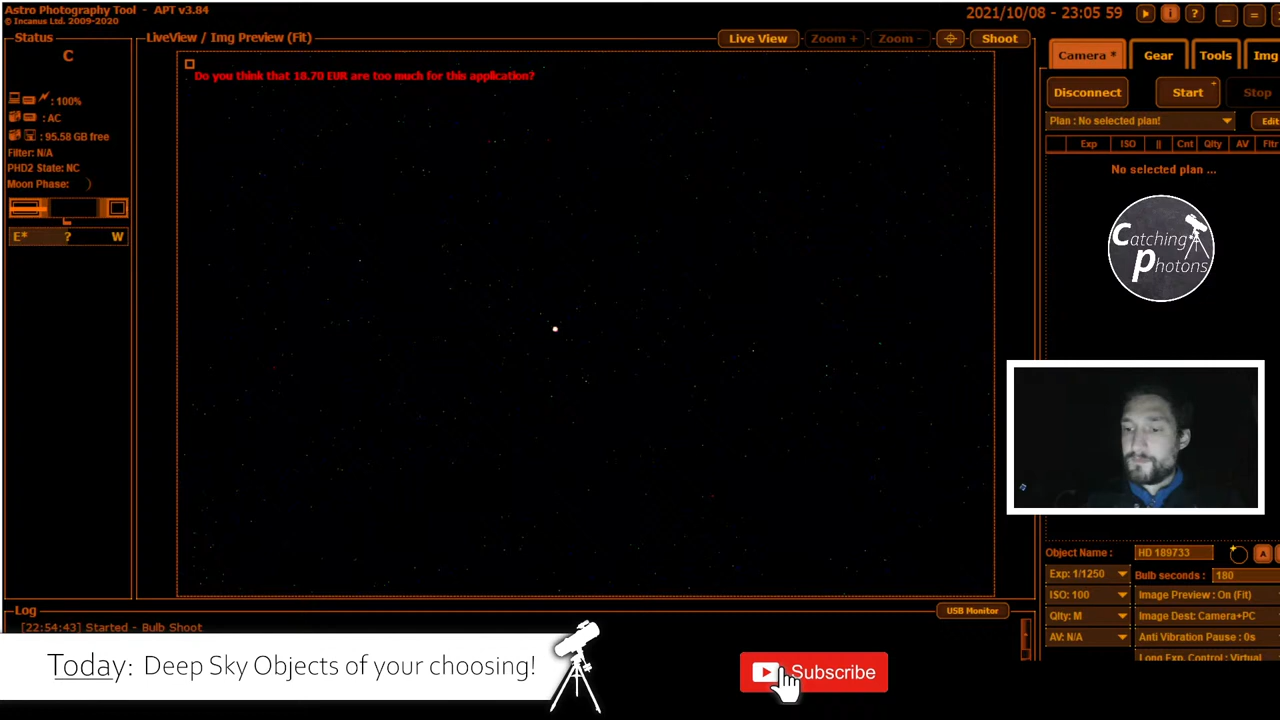 Astro Photography Tool - APT v3.84
© Incanus Ltd. 2009-2020
2021/10/08 - 23:05 59
i
?
_
=
Status
LiveView / Img Preview (Fit)
Live View
Zoom +
Zoom -
Shoot
Camera *
Gear
Tools
Img
C
Do you think that 18.70 EUR are too much for this application?
: 100%
: AC
: 95.58 GB free
Filter: N/A
PHD2 State: NC
Moon Phase: )
E* ? W
Disconnect
Start +
Stop
Plan : No selected plan!
Edit
Exp ISO || Cnt Qlty AV Fltr
No selected plan ...
Catching
Photons
Object Name : HD 189733
A
Exp: 1/1250
Bulb seconds : 180
ISO: 100
Image Preview : On (Fit)
Qlty: M
Image Dest: Camera+PC
AV: N/A
Anti Vibration Pause : 0s
Long Exp. Control : Virtual
Log
USB Monitor
[22:54:43] Started - Bulb Shoot
Today: Deep Sky Objects of your choosing!
Subscribe